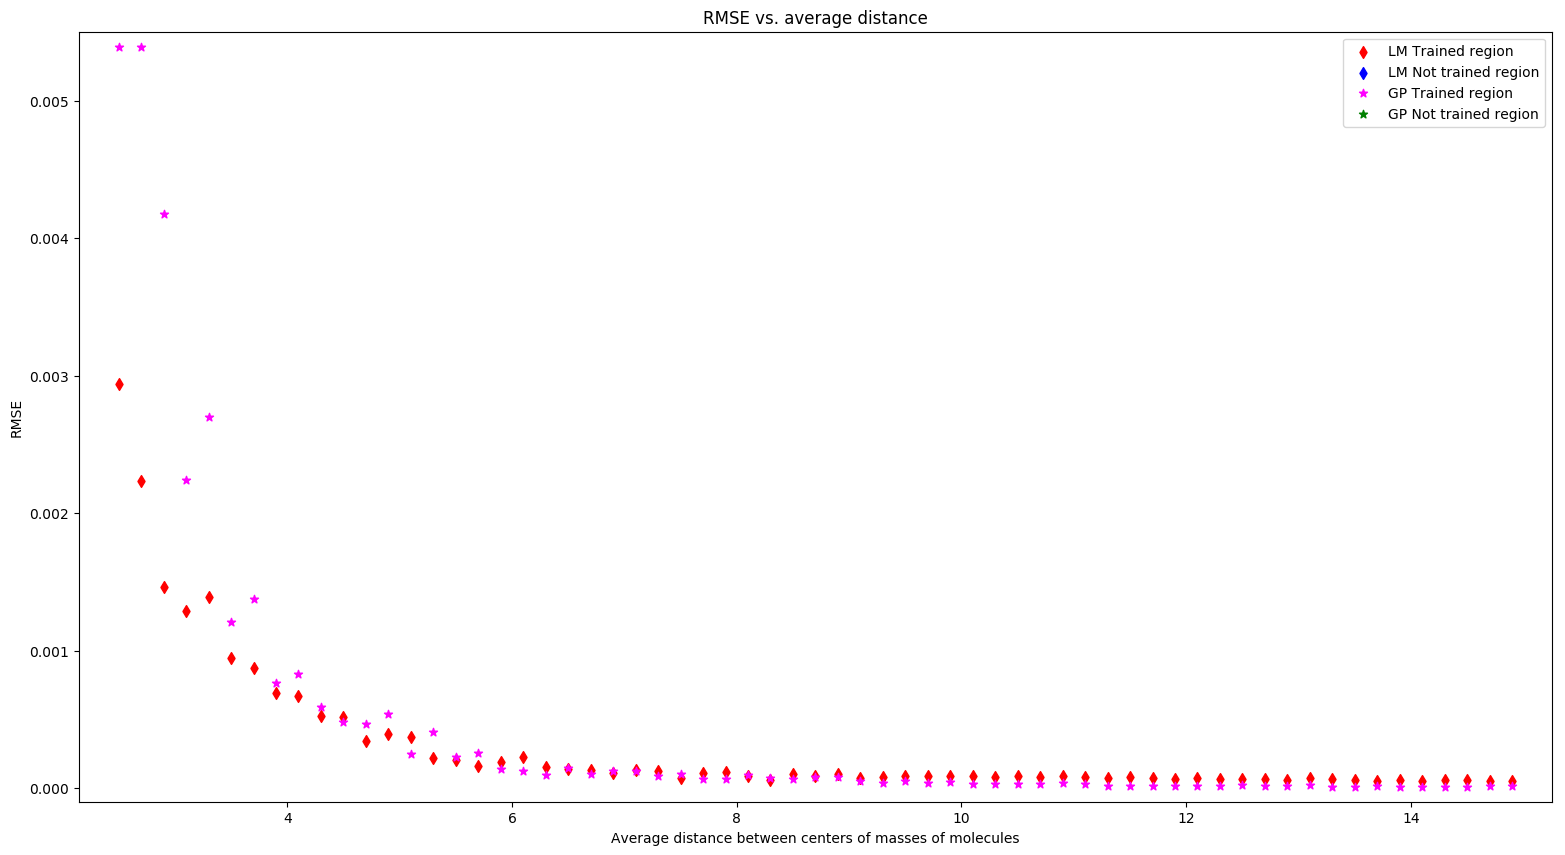 RMSE vs. average distance
LM Trained region
LM Not trained region
GP Trained region
GP Not trained region
0.005
0.004
0.003
0.002
0.001
0.000
RMSE
4 6 8 10 12 14
Average distance between centers of masses of molecules